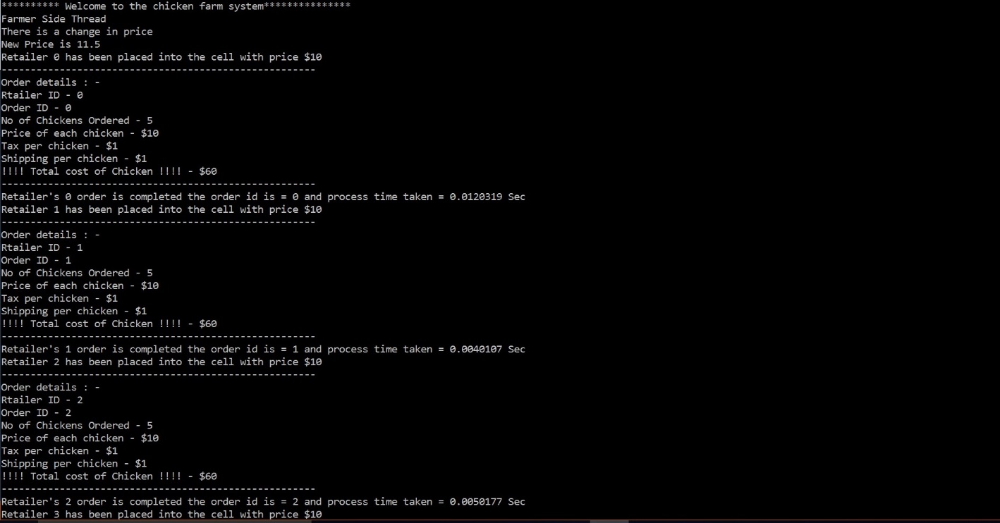 ********** Welcome to the chicken farm system***************
Farmer Side Thread
There is a change in price
New Price is 11.5
Retailer 0 has been placed into the cell with price $10
------------------------------------------------------
Order details : -
Rtailer ID - 0
Order ID - 0
No of Chickens Ordered - 5
Price of each chicken - $10
Tax per chicken - $1
Shipping per chicken - $1
!!!! Total cost of Chicken !!!! - $60
------------------------------------------------------
Retailer's 0 order is completed the order id is = 0 and process time taken = 0.0120319 Sec
Retailer 1 has been placed into the cell with price $10
------------------------------------------------------
Order details : -
Rtailer ID - 1
Order ID - 1
No of Chickens Ordered - 5
Price of each chicken - $10
Tax per chicken - $1
Shipping per chicken - $1
!!!! Total cost of Chicken !!!! - $60
------------------------------------------------------
Retailer's 1 order is completed the order id is = 1 and process time taken = 0.0040107 Sec
Retailer 2 has been placed into the cell with price $10
------------------------------------------------------
Order details : -
Rtailer ID - 2
Order ID - 2
No of Chickens Ordered - 5
Price of each chicken - $10
Tax per chicken - $1
Shipping per chicken - $1
!!!! Total cost of Chicken !!!! - $60
------------------------------------------------------
Retailer's 2 order is completed the order id is = 2 and process time taken = 0.0050177 Sec
Retailer 3 has been placed into the cell with price $10